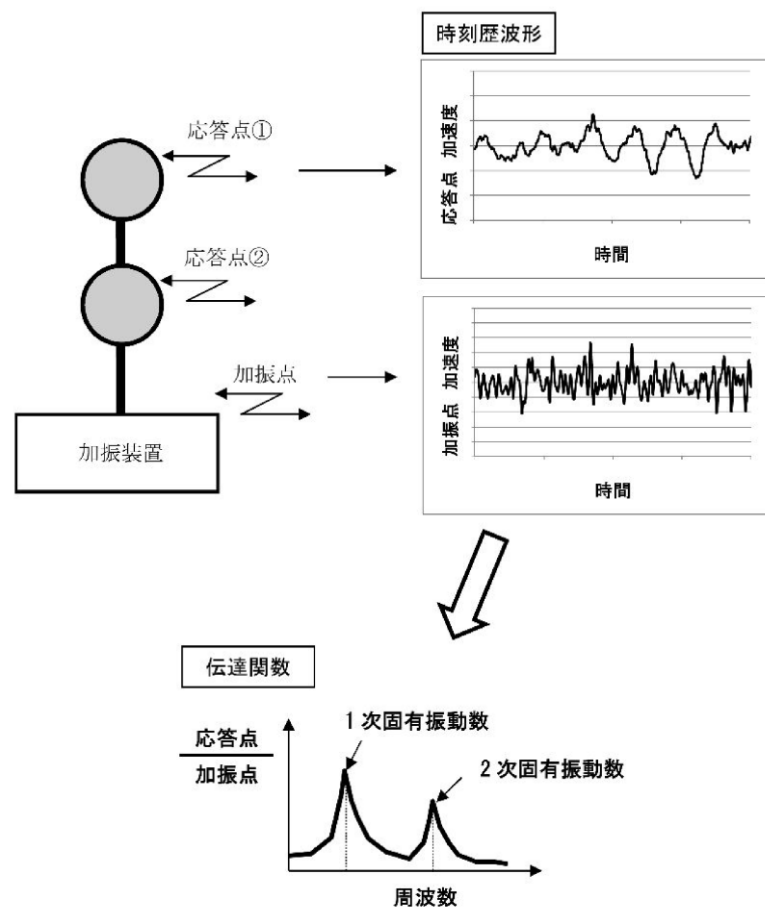 時刻歴波形
応答点①
応答点 加速度
時間
応答点②
加振点
加振点 加速度
時間
加振装置
伝達関数
応答点
加振点
1次固有振動数
2次固有振動数
周波数